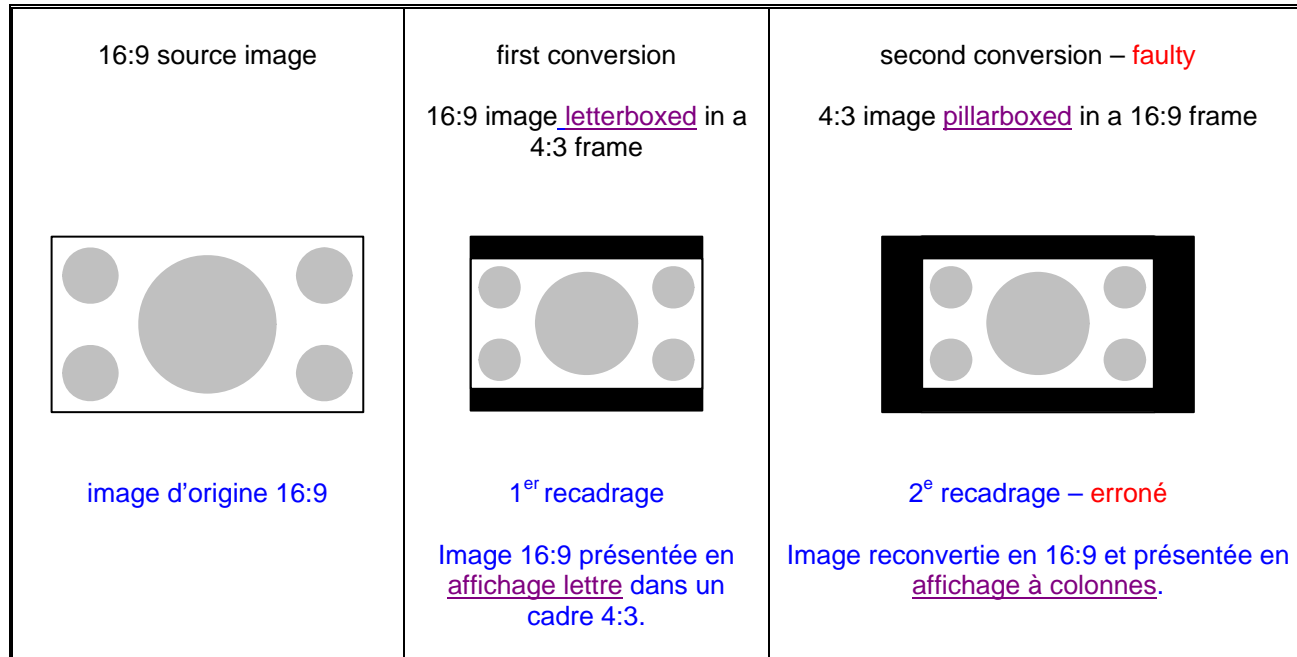 16:9 source image
image d'origine 16:9
first conversion
16:9 image letterboxed in a
4:3 frame
1er recadrage
Image 16:9 présentée en
affichage lettre dans un
cadre 4:3.
second conversion – faulty
4:3 image pillarboxed in a 16:9 frame
2e recadrage – erroné
Image reconvertie en 16:9 et présentée en
affichage à colonnes.